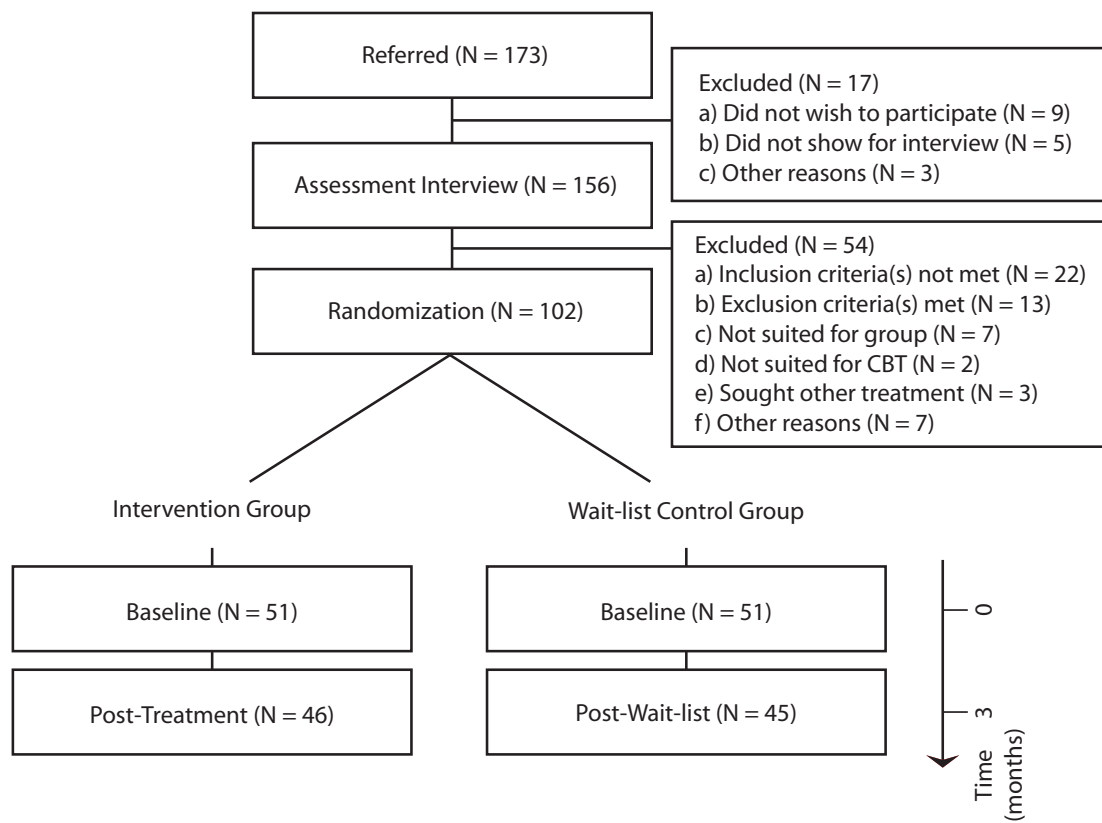 Referred (N = 173)
Excluded (N = 17)
a) Did not wish to participate (N = 9)
b) Did not show for interview (N = 5)
c) Other reasons (N = 3)
Assessment Interview (N = 156)
Excluded (N = 54)
a) Inclusion criteria(s) not met (N = 22)
b) Exclusion criteria(s) met (N = 13)
c) Not suited for group (N = 7)
d) Not suited for CBT (N = 2)
e) Sought other treatment (N = 3)
f) Other reasons (N = 7)
Randomization (N = 102)
Intervention Group
Wait-list Control Group
Baseline (N = 51)
Baseline (N = 51)
0
Post-Treatment (N = 46)
Post-Wait-list (N = 45)
3
Time
(months)